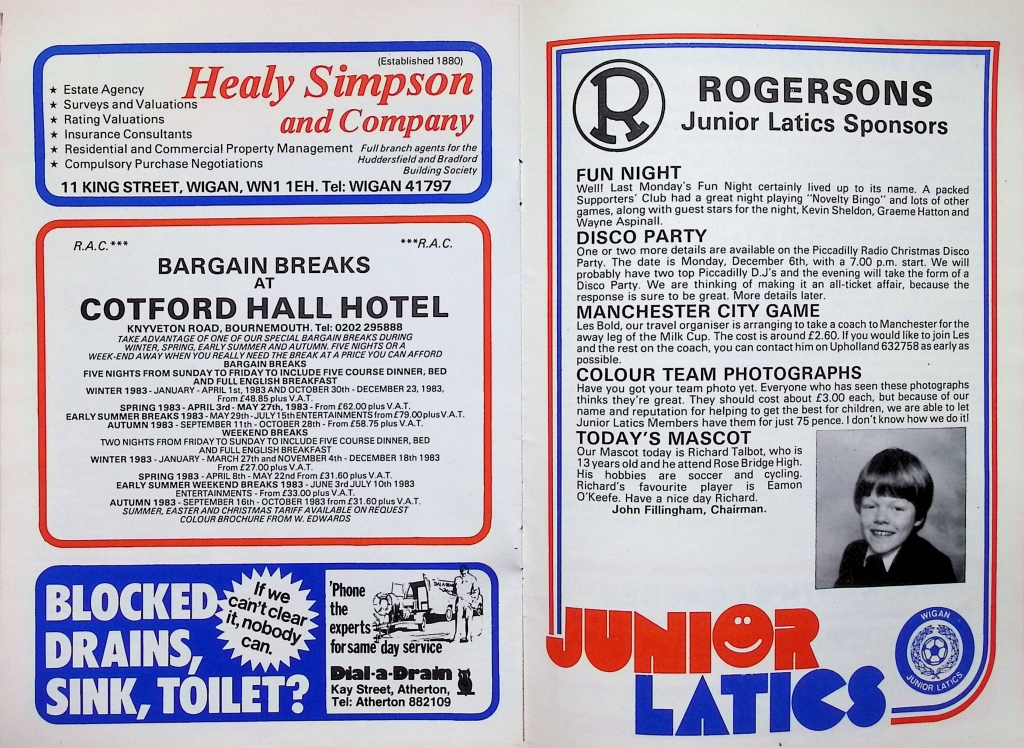 (Established 1880)
Healy Simpson
and Company
★ Estate Agency
★ Surveys and Valuations
★ Rating Valuations
★ Insurance Consultants
★ Residential and Commercial Property Management
★ Compulsory Purchase Negotiations
Full branch agents for the
Huddersfield and Bradford
Building Society
11 KING STREET, WIGAN, WN1 1EH. Tel: WIGAN 41797
R.A.C.*** ***R.A.C.
BARGAIN BREAKS
AT
COTFORD HALL HOTEL
KNYVETON ROAD, BOURNEMOUTH. Tel: 0202 295888
TAKE ADVANTAGE OF ONE OF OUR SPECIAL BARGAIN BREAKS DURING
WINTER, SPRING, EARLY SUMMER AND AUTUMN. FIVE NIGHTS OR A
WEEK-END AWAY WHEN YOU REALLY NEED THE BREAK AT A PRICE YOU CAN AFFORD
BARGAIN BREAKS
FIVE NIGHTS FROM SUNDAY TO FRIDAY TO INCLUDE FIVE COURSE DINNER, BED
AND FULL ENGLISH BREAKFAST
WINTER 1983 - JANUARY - APRIL 1st, 1983 AND OCTOBER 30th - DECEMBER 23, 1983,
From £48.85 plus V.A.T.
SPRING 1983 - APRIL 3rd - MAY 27th, 1983 - From £62.00 plus V.A.T.
EARLY SUMMER BREAKS 1983 - MAY 29th - JULY 15th ENTERTAINMENTS from £79.00 plus V.A.T.
AUTUMN 1983 - SEPTEMBER 11th - OCTOBER 28th - From £58.75 plus V.A.T.
WEEKEND BREAKS
TWO NIGHTS FROM FRIDAY TO SUNDAY TO INCLUDE FIVE COURSE DINNER, BED
AND FULL ENGLISH BREAKFAST
WINTER 1983 - JANUARY - MARCH 27th and NOVEMBER 4th - DECEMBER 18th 1983
From £27.00 plus V.A.T.
SPRING 1983 - APRIL 8th - MAY 22nd From £31.60 plus V.A.T.
EARLY SUMMER WEEKEND BREAKS 1983 - JUNE 3rd JULY 10th 1983
ENTERTAINMENTS - From £33.00 plus V.A.T.
AUTUMN 1983 - SEPTEMBER 16th - OCTOBER 1983 from £31.60 plus V.A.T.
SUMMER, EASTER AND CHRISTMAS TARIFF AVAILABLE ON REQUEST
COLOUR BROCHURE FROM W. EDWARDS
BLOCKED
DRAINS,
SINK, TOILET?
If we
can't clear
it, nobody
can.
'Phone
the
experts
for same day service
Dial-a-Drain
Kay Street, Atherton,
Tel: Atherton 882109
R
ROGERSONS
Junior Latics Sponsors
FUN NIGHT
Well! Last Monday's Fun Night certainly lived up to its name. A packed
Supporters' Club had a great night playing "Novelty Bingo" and lots of other
games, along with guest stars for the night, Kevin Sheldon, Graeme Hatton and
Wayne Aspinall.
DISCO PARTY
One or two more details are available on the Piccadilly Radio Christmas Disco
Party. The date is Monday, December 6th, with a 7.00 p.m. start. We will
probably have two top Piccadilly D.J's and the evening will take the form of a
Disco Party. We are thinking of making it an all-ticket affair, because the
response is sure to be great. More details later.
MANCHESTER CITY GAME
Les Bold, our travel organiser is arranging to take a coach to Manchester for the
away leg of the Milk Cup. The cost is around £2.60. If you would like to join Les
and the rest on the coach, you can contact him on Upholland 632758 as early as
possible.
COLOUR TEAM PHOTOGRAPHS
Have you got your team photo yet. Everyone who has seen these photographs
thinks they're great. They should cost about £3.00 each, but because of our
name and reputation for helping to get the best for children, we are able to let
Junior Latics Members have them for just 75 pence. I don't know how we do it!
TODAY'S MASCOT
Our Mascot today is Richard Talbot, who is
13 years old and he attend Rose Bridge High.
His hobbies are soccer and cycling.
Richard's favourite player is Eamon
O'Keefe. Have a nice day Richard.
John Fillingham, Chairman.
JUNIOR
LATICS
WIGAN
JUNIOR LATICS